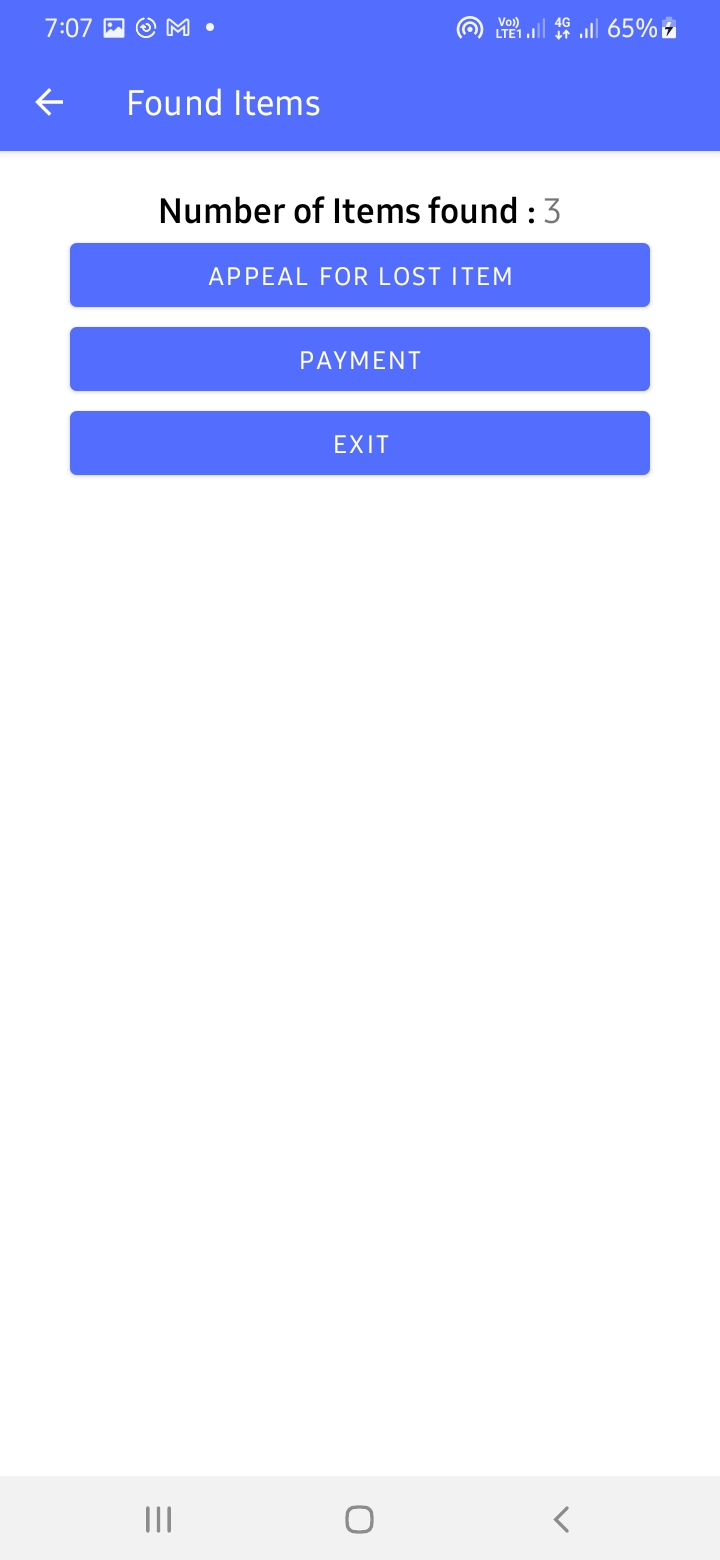 7:07 Vo)) LTE1 4G 65%
Found Items
Number of Items found : 3
APPEAL FOR LOST ITEM
PAYMENT
EXIT